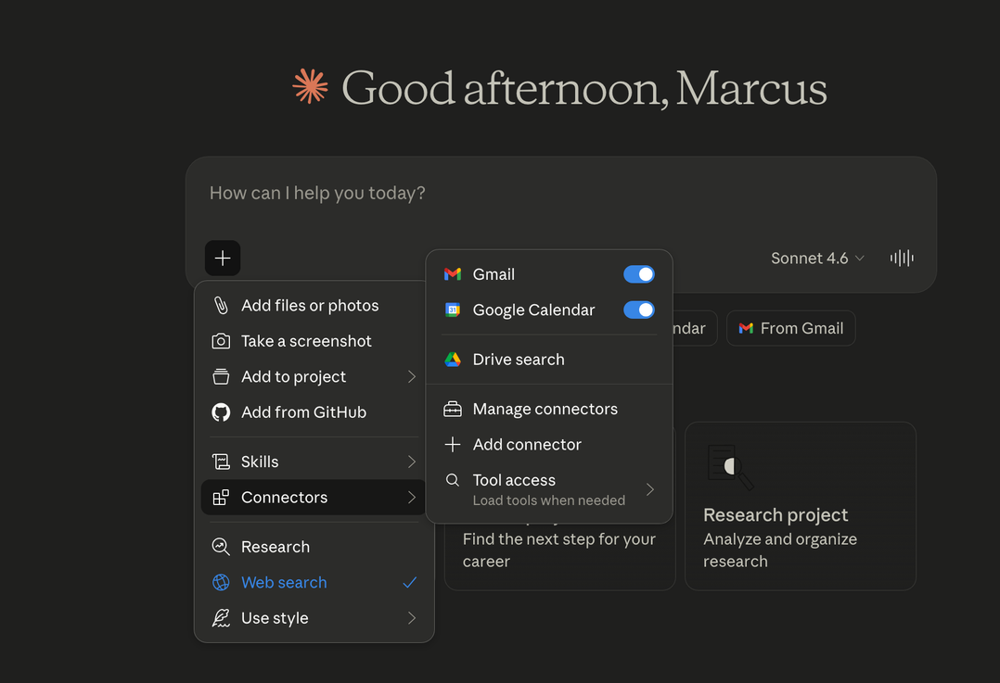 Good afternoon, Marcus
How can I help you today?
Sonnet 4.6
Add files or photos
Take a screenshot
Add to project
Add from GitHub
Skills
Connectors
Research
Web search
Use style
Gmail
31
Google Calendar
Drive search
Manage connectors
Add connector
Tool access
Load tools when needed
ndar
From Gmail
Find the next step for your
career
Research project
Analyze and organize
research